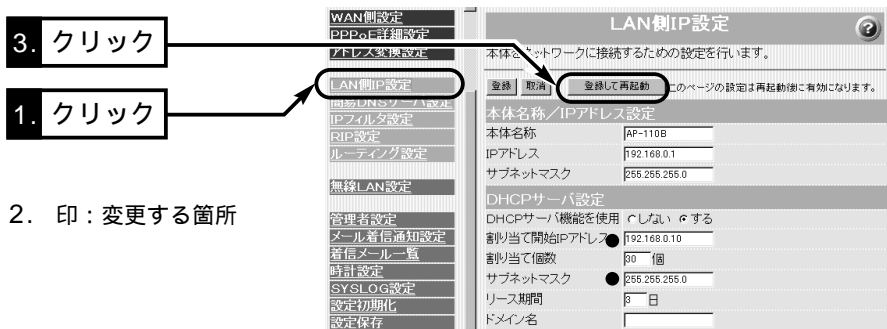 3. クリック
1. クリック
2. 印：変更する箇所
WAN側設定
PPPoE詳細設定
アドレス変換設定
LAN側IP設定
簡易DNSサーバ設定
IPフィルタ設定
RIP設定
ルーティング設定
無線LAN設定
管理者設定
メール着信通知設定
着信メール一覧
時計設定
SYSLOG設定
設定初期化
設定保存
LAN側IP設定
?
本体をネットワークに接続するための設定を行います。
登録 取消 登録して再起動 このページの設定は再起動後に有効になります。
本体名称／IPアドレス設定
本体名称 AP-110B
IPアドレス 192.168.0.1
サブネットマスク 255.255.255.0
DHCPサーバ設定
DHCPサーバ機能を使用 しない する
割り当て開始IPアドレス 192.168.0.10
割り当て個数 30 個
サブネットマスク 255.255.255.0
リース期間 3 日
ドメイン名